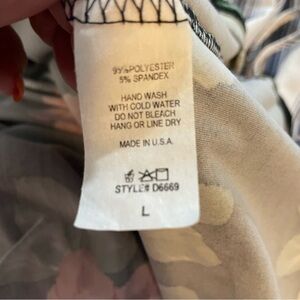 95% POLYESTER
5% SPANDEX
HAND WASH
WITH COLD WATER
DO NOT BLEACH
HANG OR LINE DRY
MADE IN U.S.A.
STYLE# D6669
L